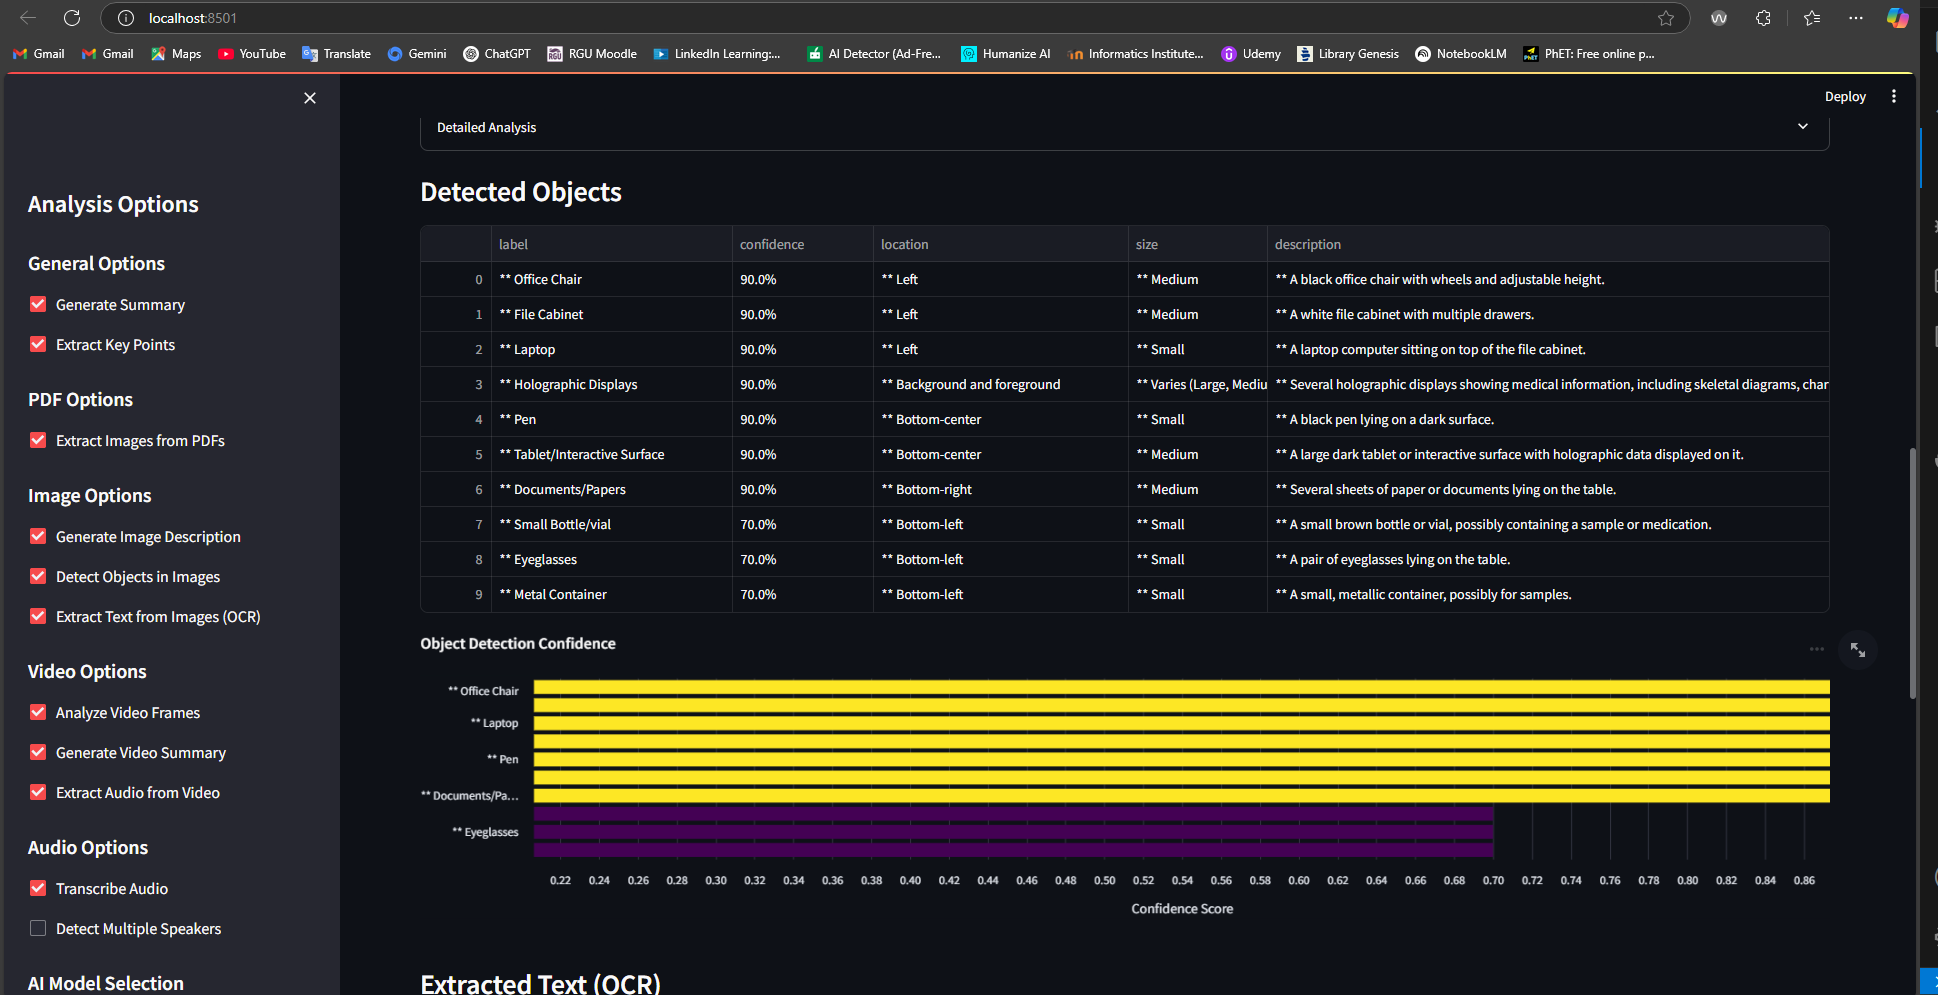 localhost:8501
Gmail Gmail Maps YouTube Translate Gemini ChatGPT RGU Moodle LinkedIn Learning:... AI Detector (Ad-Fre... Humanize AI Informatics Institute... Udemy Library Genesis NotebookLM PhET: Free online p...
Deploy
Analysis Options
General Options
Generate Summary
Extract Key Points
PDF Options
Extract Images from PDFs
Image Options
Generate Image Description
Detect Objects in Images
Extract Text from Images (OCR)
Video Options
Analyze Video Frames
Generate Video Summary
Extract Audio from Video
Audio Options
Transcribe Audio
Detect Multiple Speakers
AI Model Selection
Detailed Analysis
Detected Objects
label confidence location size description
0 ** Office Chair 90.0% ** Left ** Medium ** A black office chair with wheels and adjustable height.
1 ** File Cabinet 90.0% ** Left ** Medium ** A white file cabinet with multiple drawers.
2 ** Laptop 90.0% ** Left ** Small ** A laptop computer sitting on top of the file cabinet.
3 ** Holographic Displays 90.0% ** Background and foreground ** Varies (Large, Mediu ** Several holographic displays showing medical information, including skeletal diagrams, char
4 ** Pen 90.0% ** Bottom-center ** Small ** A black pen lying on a dark surface.
5 ** Tablet/Interactive Surface 90.0% ** Bottom-center ** Medium ** A large dark tablet or interactive surface with holographic data displayed on it.
6 ** Documents/Papers 90.0% ** Bottom-right ** Medium ** Several sheets of paper or documents lying on the table.
7 ** Small Bottle/vial 70.0% ** Bottom-left ** Small ** A small brown bottle or vial, possibly containing a sample or medication.
8 ** Eyeglasses 70.0% ** Bottom-left ** Small ** A pair of eyeglasses lying on the table.
9 ** Metal Container 70.0% ** Bottom-left ** Small ** A small, metallic container, possibly for samples.
Object Detection Confidence
** Office Chair
** Laptop
** Pen
** Documents/Pa...
** Eyeglasses
0.22 0.24 0.26 0.28 0.30 0.32 0.34 0.36 0.38 0.40 0.42 0.44 0.46 0.48 0.50 0.52 0.54 0.56 0.58 0.60 0.62 0.64 0.66 0.68 0.70 0.72 0.74 0.76 0.78 0.80 0.82 0.84 0.86
Confidence Score
Extracted Text (OCR)